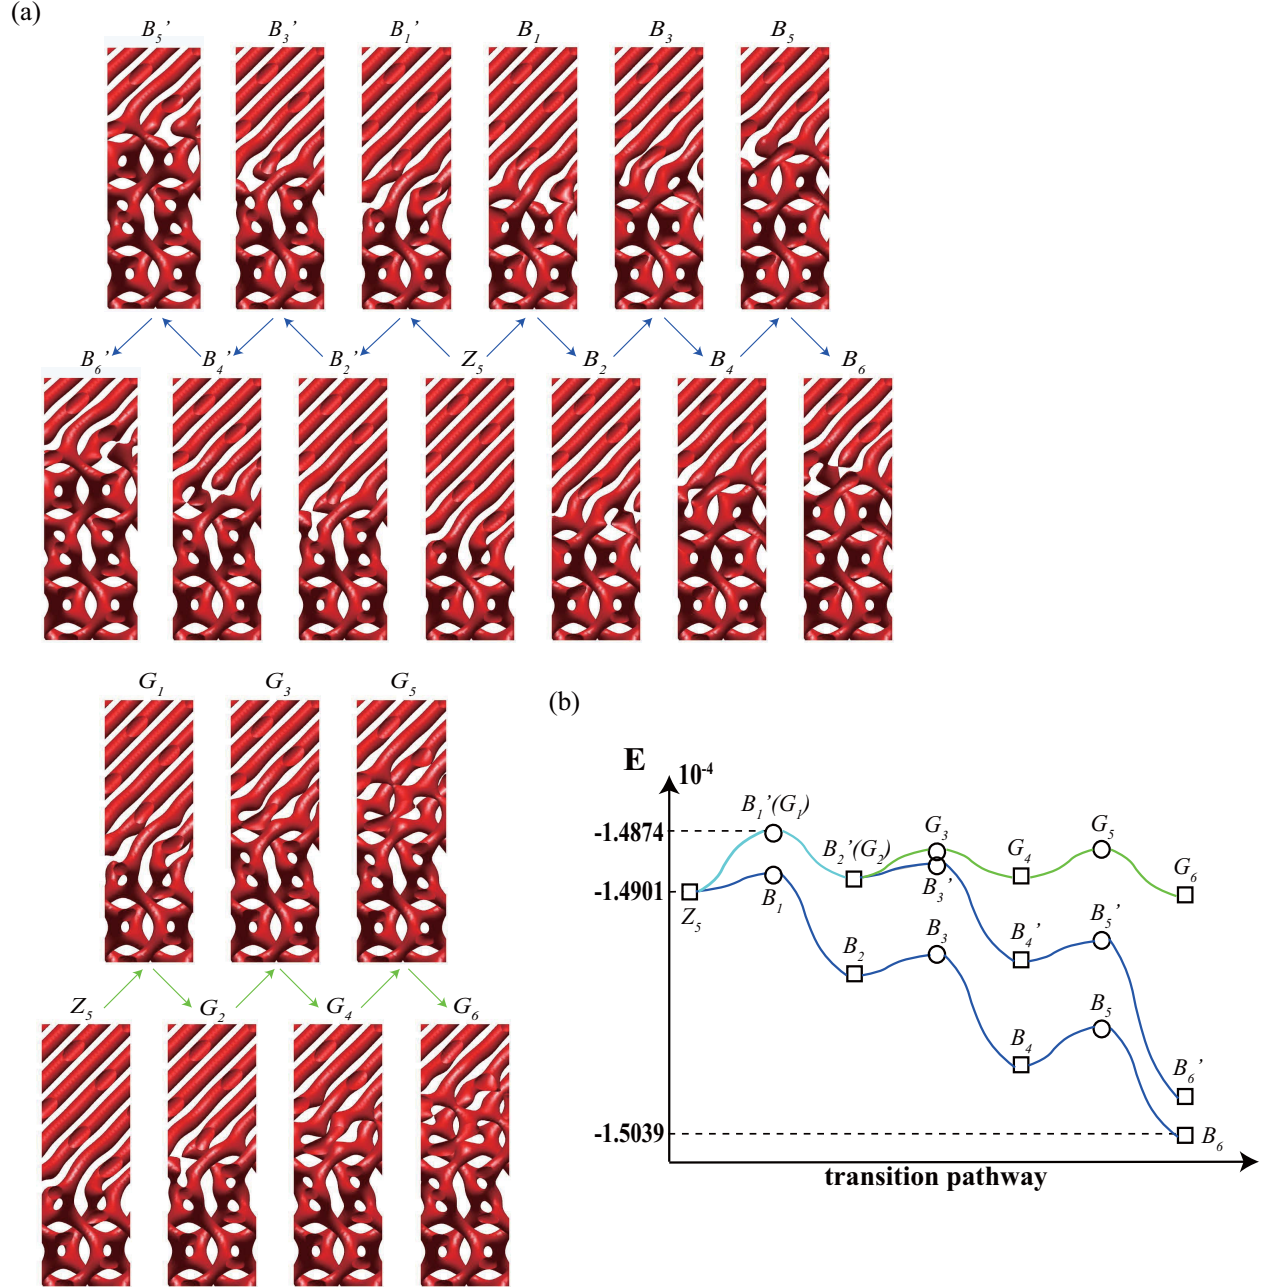 (a)
B5’ B3’ B1’ B1 B3 B5
B6’ B4’ B2’ Z5 B2 B4 B6
G1 G3 G5
Z5 G2 G4 G6
(b)
E
10-4
-1.4874
-1.4901
-1.5039
B1’(G1)
B2’(G2)
G3
G4
G5
G6
Z5
B1
B3’
B2
B3
B4’
B5’
B4
B5
B6’
B6
transition pathway